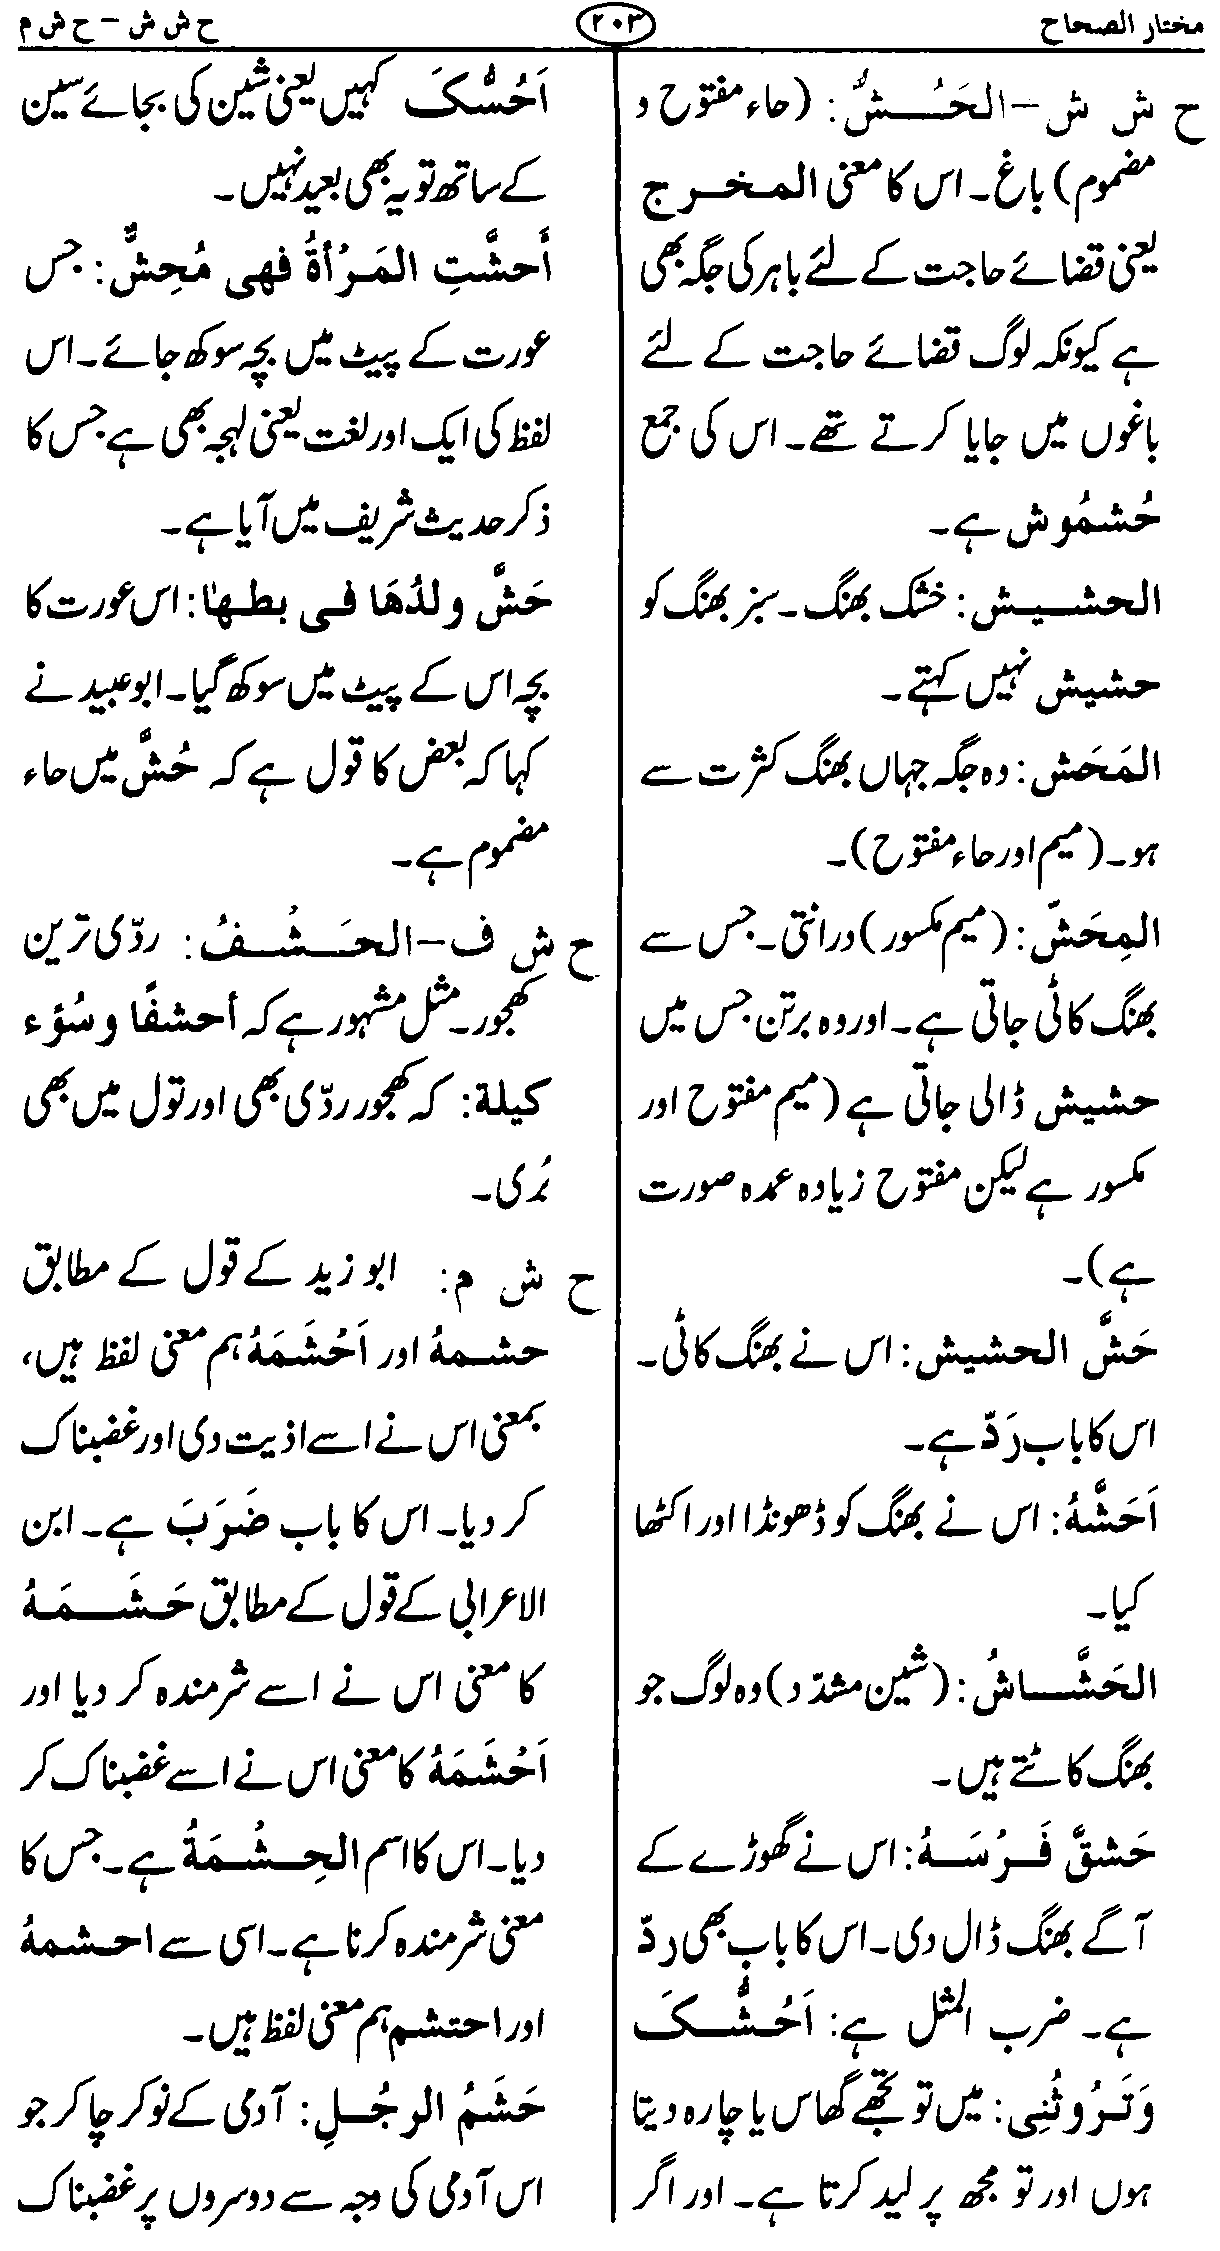 مختار الصحاح
۲۰۳
ح ش ش – ح ش م
ح ش ش–الحَـُـشُّ: (حاء مفتوح و
مضموم) باغ۔ اس کا معنی المخرج
یعنی قضائے حاجت کے لئے باہر کی جگہ بھی
ہے کیونکہ لوگ قضائے حاجت کے لئے
باغوں میں جایا کرتے تھے۔ اس کی جمع
حُشمُوش ہے۔
الحشیش: خشک بھنگ۔ سبز بھنگ کو
حشیش نہیں کہتے۔
المَحَش: وہ جگہ جہاں بھنگ کثرت سے
ہو۔ (میم اور حاء مفتوح)۔
المِحَشّ: (میم مکسور) درانتی۔ جس سے
بھنگ کاٹی جاتی ہے۔ اور وہ برتن جس میں
حشیش ڈالی جاتی ہے (میم مفتوح اور
مکسور ہے لیکن مفتوح زیادہ عمدہ صورت
ہے)۔
حَشَّ الحشیش: اس نے بھنگ کاٹی۔
اس کا باب رَدّ ہے۔
اَحَشَّهُ: اس نے بھنگ کو ڈھونڈا اور اکٹھا
کیا۔
الحَشَّاشُ: (شین مشدّد) وہ لوگ جو
بھنگ کاٹتے ہیں۔
حَشقَّ فَرُسَهُ: اس نے گھوڑے کے
آگے بھنگ ڈال دی۔ اس کا باب بھی ردّ
ہے۔ ضرب المثل ہے: اَحُشُّکَ
وَتَرُوثُنِی: میں تو تجھے گھاس یا چارہ دیتا
ہوں اور تو مجھ پر لید کرتا ہے۔ اور اگر
اَحُسُّکَ کہیں یعنی شین کی بجائے سین
کے ساتھ تو یہ بھی بعید نہیں۔
أَحشَّتِ المَرُأةُ فهی مُحِشٌّ: جس
عورت کے پیٹ میں بچہ سوکھ جائے۔ اس
لفظ کی ایک اور لغت یعنی لہجہ بھی ہے جس کا
ذکر حدیث شریف میں آیا ہے۔
حَشَّ ولدُهَا فی بطهٰا: اس عورت کا
بچہ اس کے پیٹ میں سوکھ گیا۔ ابو عبید نے
کہا کہ بعض کا قول ہے کہ حُشَّ میں حاء
مضموم ہے۔
ح ش ف–الحَشُفُ: ردّی ترین
کھجور۔ مثل مشہور ہے کہ أحشفًا وسُوٴء
کیلة: کہ کھجور ردّی بھی اور تول میں بھی
بُری۔
ح ش م: ابو زید کے قول کے مطابق
حشمهُ اور اَحُشَمَهُ ہم معنی لفظ ہیں،
بمعنی اس نے اسے اذیت دی اور غضبناک
کر دیا۔ اس کا باب ضَرَبَ ہے۔ ابن
الاعرابی کے قول کے مطابق حَشَمَهُ
کا معنی اس نے اسے شرمندہ کر دیا اور
اَحُشَمَهُ کا معنی اس نے اسے غضبناک کر
دیا۔ اس کا اسم الحِشُمَةُ ہے۔ جس کا
معنی شرمندہ کرنا ہے۔ اسی سے احشمهُ
اور احتشم ہم معنی لفظ ہیں۔
حَشَمُ الرجُلِ: آدمی کے نوکر چاکر جو
اس آدمی کی وجہ سے دوسروں پر غضبناک